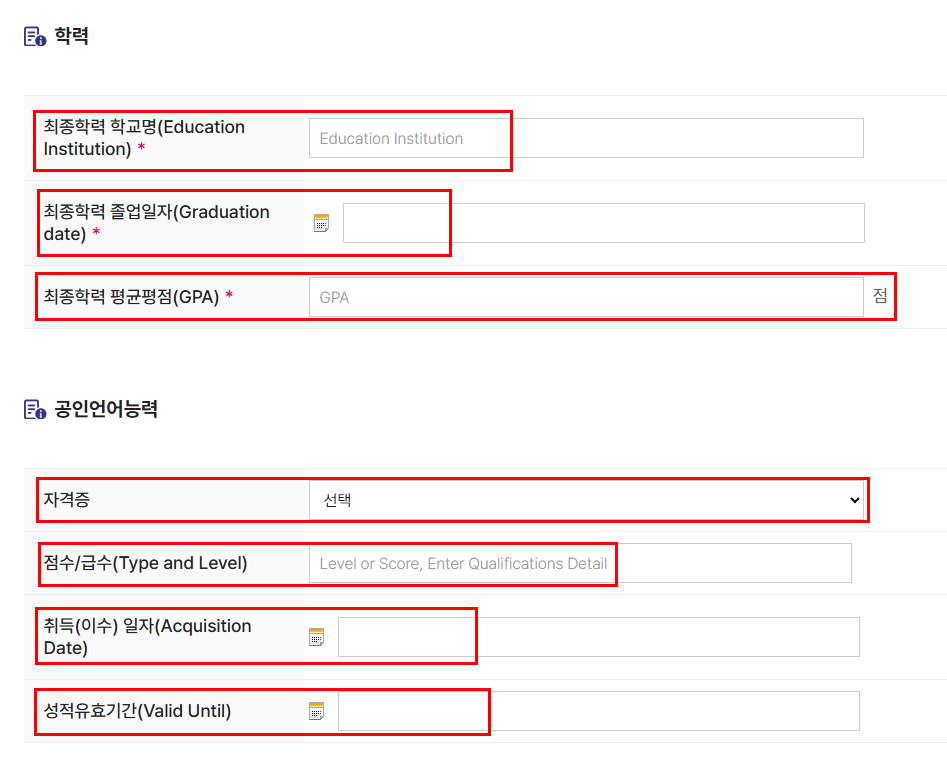 학력
최종학력 학교명(Education
Institution) *
Education Institution
최종학력 졸업일자(Graduation
date) *
최종학력 평균평점(GPA) *
GPA
점
공인언어능력
자격증
선택
점수/급수(Type and Level)
Level or Score, Enter Qualifications Detail
취득(이수) 일자(Acquisition
Date)
성적유효기간(Valid Until)